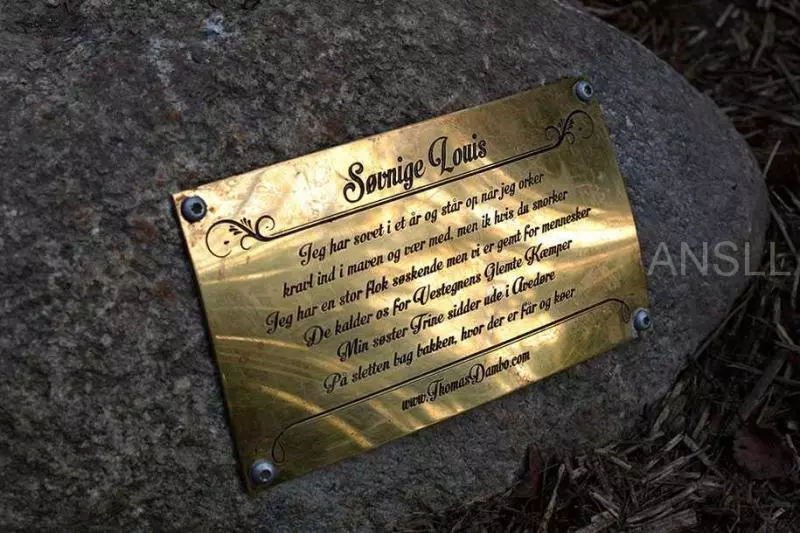 Søvnige Louis
Jeg har sovet i et år og står op når jeg orker
kravl ind i maven og vær med, men ik hvis du snorker
Jeg har en stor flok søskende men vi er gemt for mennesker
De kalder os for Vestegnens Glemte Kæmper
Min søster Trine sidder ude i Avedøre
På sletten bag bakken, hvor der er får og køer
www.ThomasDambo.com
ANSLL